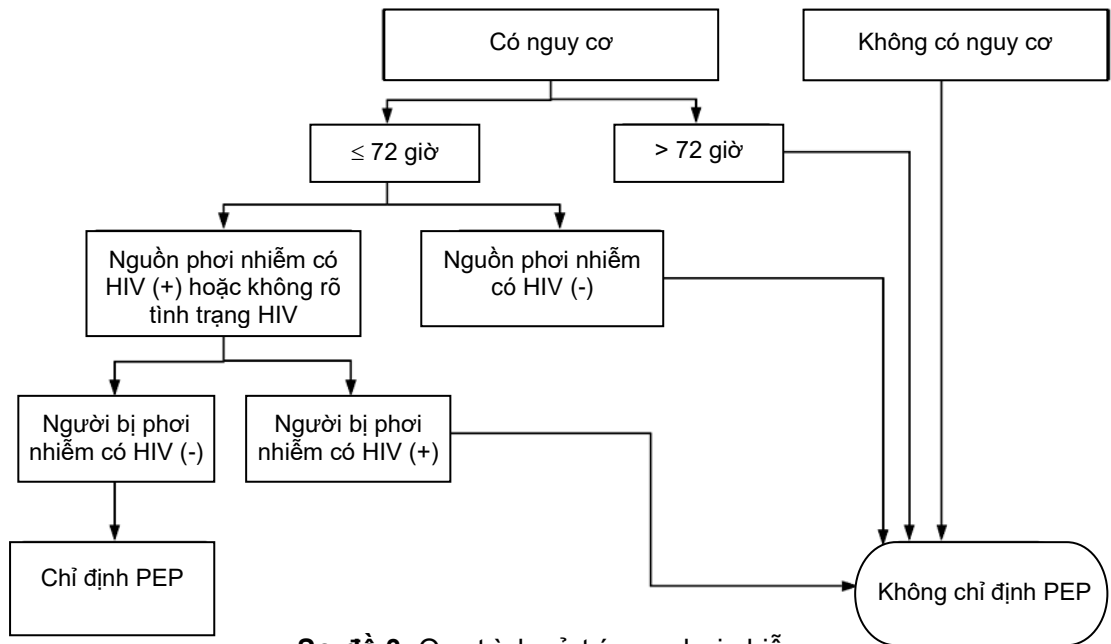 Có nguy cơ
Không có nguy cơ
≤ 72 giờ
> 72 giờ
Nguồn phơi nhiễm có
HIV (+) hoặc không rõ
tình trạng HIV
Nguồn phơi nhiễm
có HIV (-)
Người bị phơi
nhiễm có HIV (-)
Người bị phơi
nhiễm có HIV (+)
Chỉ định PEP
Không chỉ định PEP